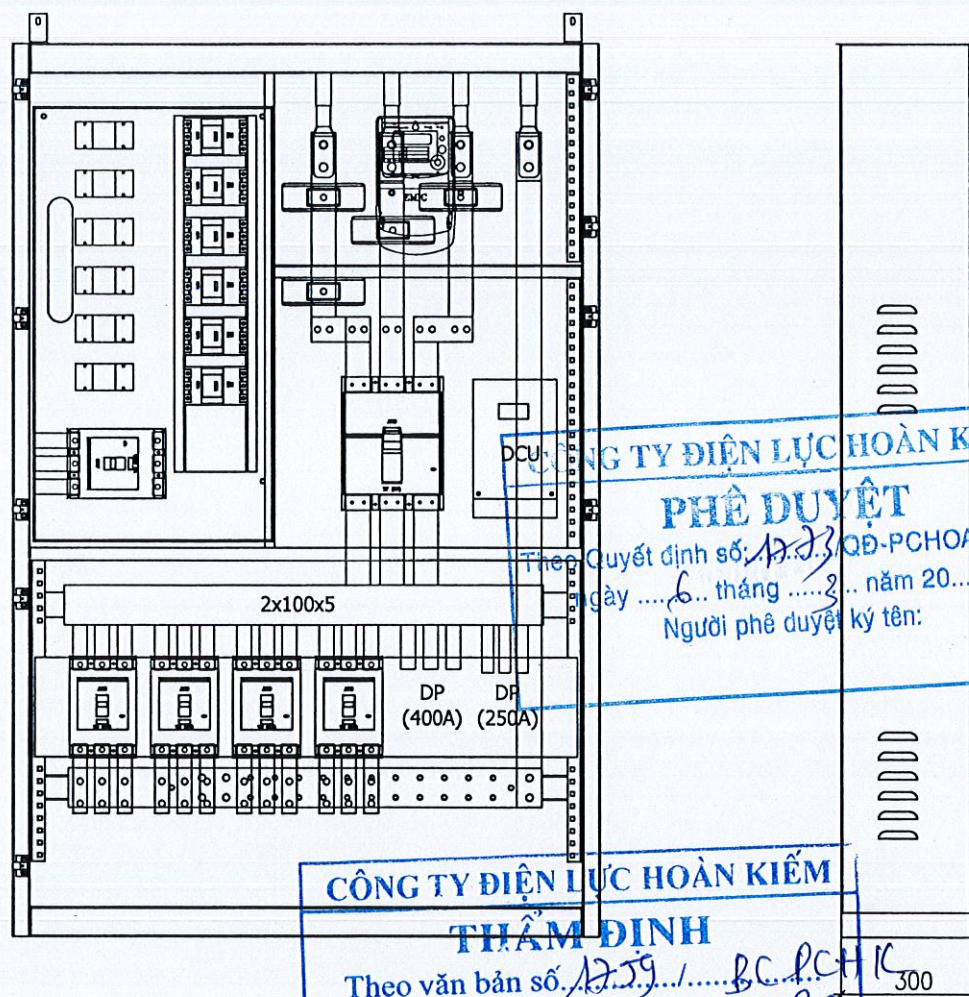 EMIC
DCU
CÔNG TY ĐIỆN LỰC HOÀN K
PHÊ DUYỆT
Theo Quyết định số: 1773/QĐ-PCHOA
ngày ....6.. tháng .....3... năm 20...
Người phê duyệt ký tên:
2x100x5
DP
(400A)
DP
(250A)
CÔNG TY ĐIỆN LỰC HOÀN KIẾM
THẨM ĐỊNH
Theo văn bản số 1759 / BC PCHK
300